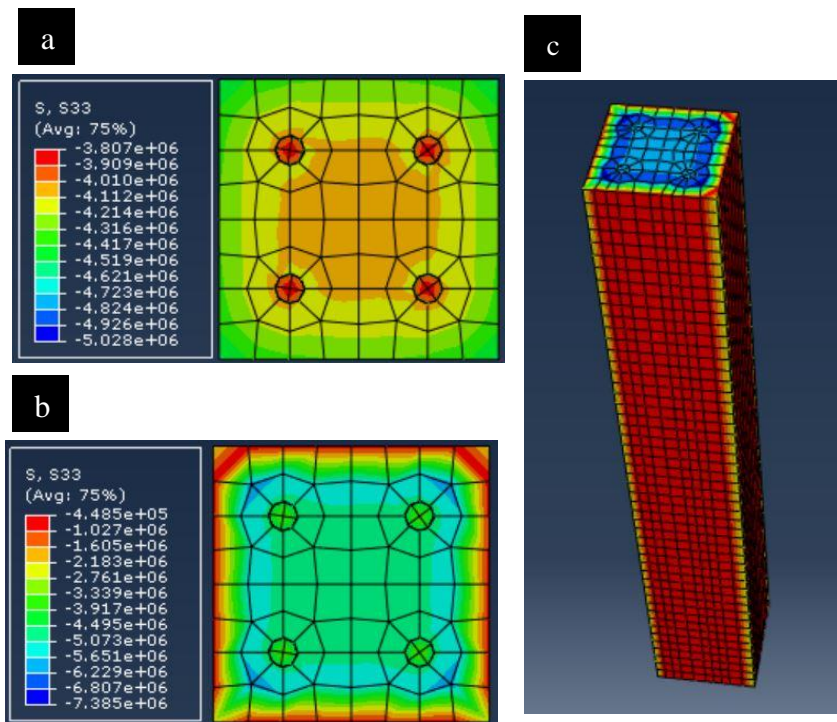 a
S, S33
(Avg: 75%)
-3.807e+06
-3.909e+06
-4.010e+06
-4.112e+06
-4.214e+06
-4.316e+06
-4.417e+06
-4.519e+06
-4.621e+06
-4.723e+06
-4.824e+06
-4.926e+06
-5.028e+06
b
S, S33
(Avg: 75%)
-4.485e+05
-1.027e+06
-1.605e+06
-2.183e+06
-2.761e+06
-3.339e+06
-3.917e+06
-4.495e+06
-5.073e+06
-5.651e+06
-6.229e+06
-6.807e+06
-7.385e+06
c